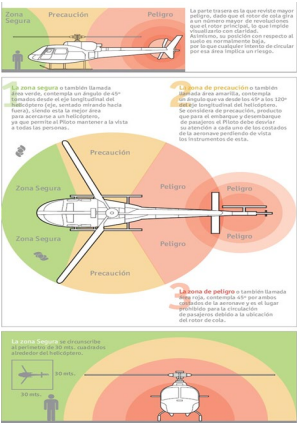 Zona
Segura
Precaución
Peligro
La parte trasera es la que reviste mayor
peligro, dado que el rotor de cola gira
a un número mayor de revoluciones
que el rotor principal, lo que impide
visualizarlo con claridad.
Asimismo, su posición con respecto al
suelo es normalmente baja,
por lo que cualquier intento de circular
por esa área implica un riesgo.
La zona segura o también llamada
área verde, contempla un ángulo de 45º
tomados desde el eje longitudinal del
helicóptero (eje, sentado mirando hasta
fuera), siendo esta la mejor área
para acercarse a un helicóptero,
ya que permite al Piloto mantener a la vista
a todas las personas.
2
La zona de precaución o también
llamada área amarilla, contempla
un ángulo que va desde los 45º a los 120º
del eje longitudinal del helicóptero.
Se considera de precaución, producto
que para el embarque y desembarque
de pasajeros el Piloto debe desviar
su atención a cada uno de los costados
de la aeronave perdiendo de vista
los instrumentos de esta.
Precaución
Peligro
Zona Segura
Peligro
Zona Segura
Peligro
Peligro
Precaución
3
La zona de peligro o también llamada
área roja, contempla 45º por ambos
costados de la aeronave y es el lugar
prohibido para la circulación
de pasajeros debido a la ubicación
del rotor de cola.
La Zona Segura se circunscribe
al perímetro de 30 mts. cuadrados
alrededor del helicóptero.
30 mts.
30 mts.